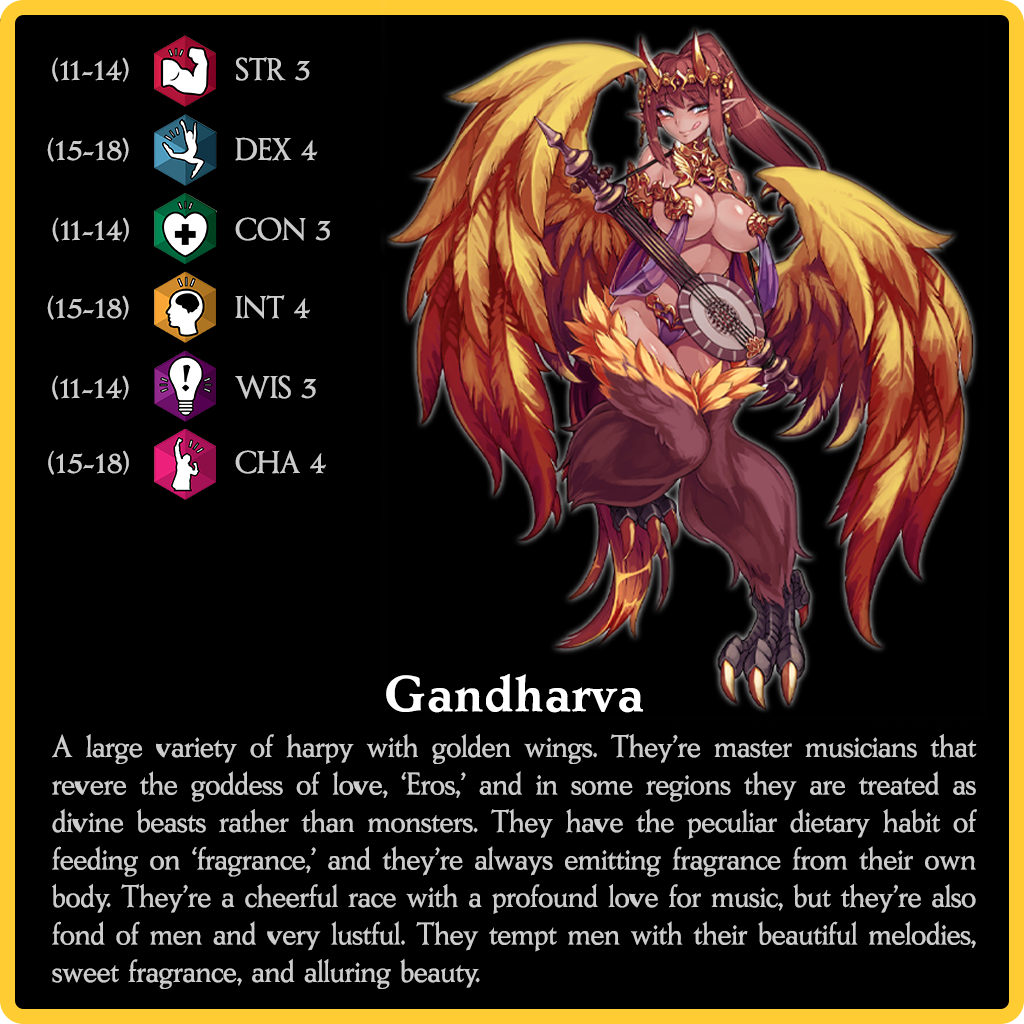 (11-14) STR 3
(15-18) DEX 4
(11-14) CON 3
(15-18) INT 4
(11-14) WIS 3
(15-18) CHA 4
Gandharva
A large variety of harpy with golden wings. They're master musicians that
revere the goddess of love, 'Eros,' and in some regions they are treated as
divine beasts rather than monsters. They have the peculiar dietary habit of
feeding on 'fragrance,' and they're always emitting fragrance from their own
body. They're a cheerful race with a profound love for music, but they're also
fond of men and very lustful. They tempt men with their beautiful melodies,
sweet fragrance, and alluring beauty.